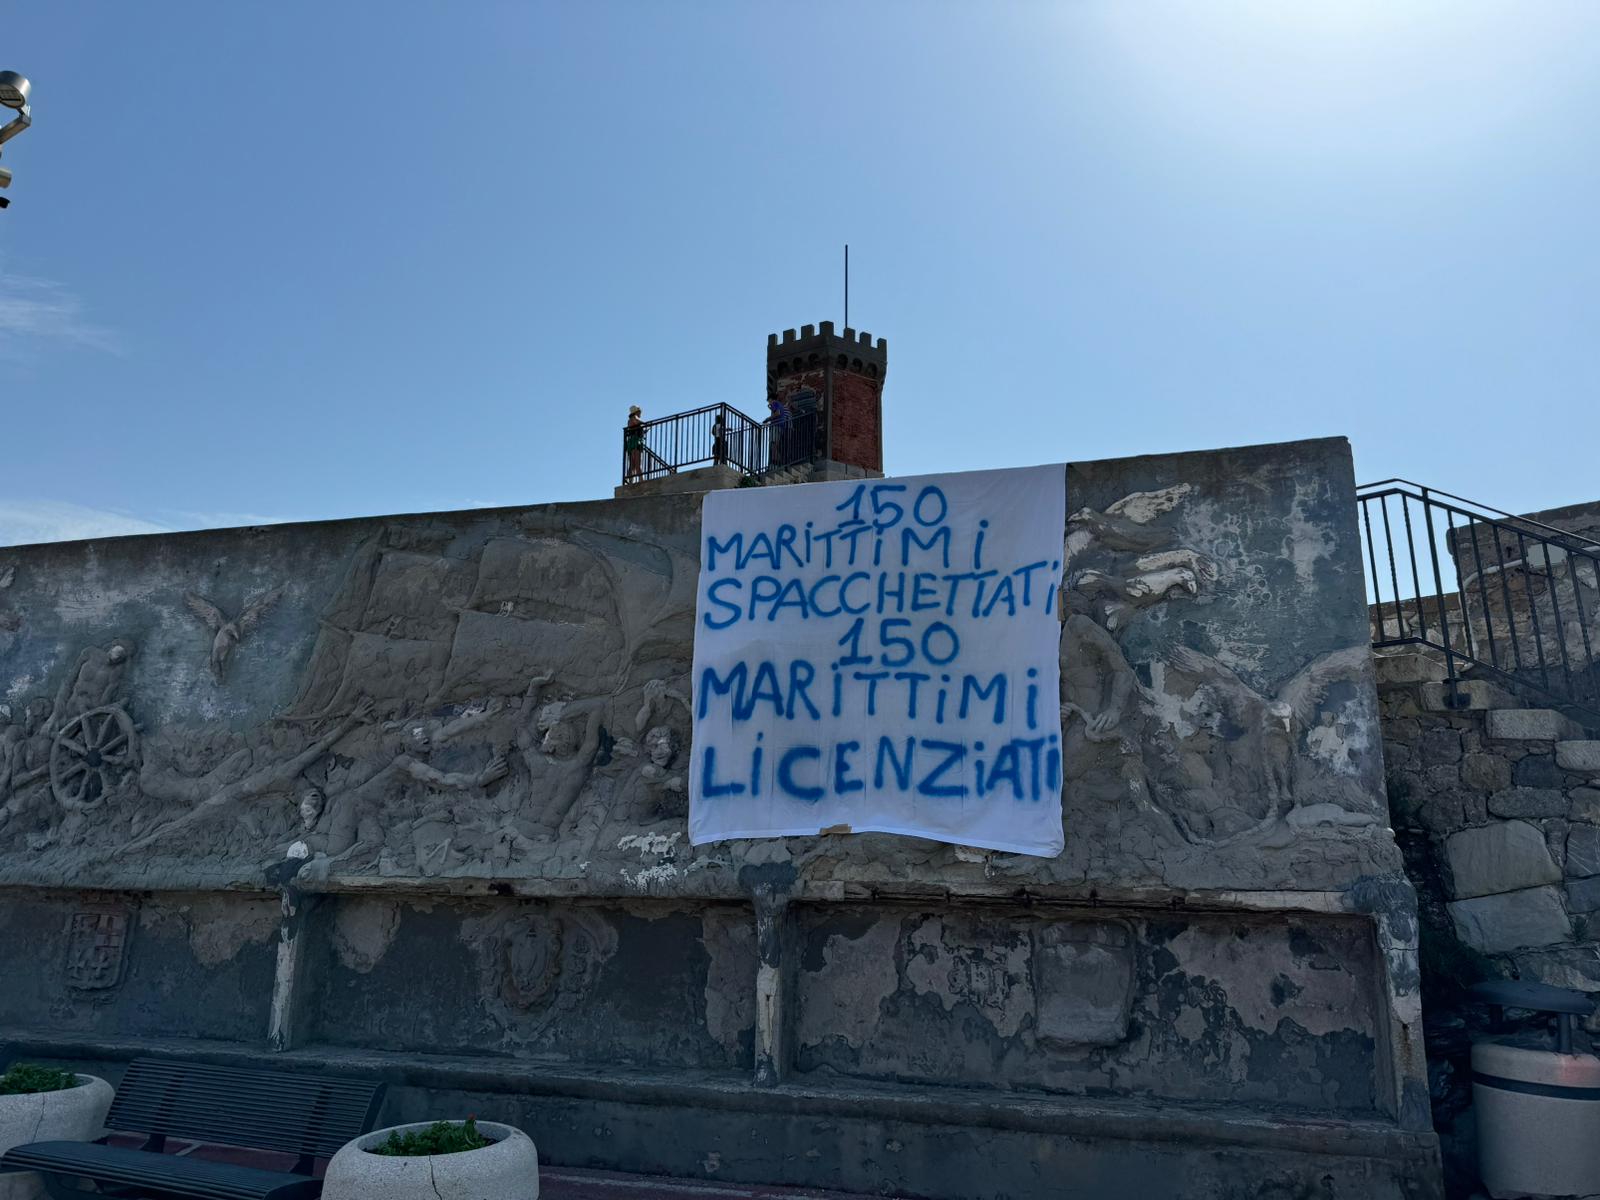 150
MARiTTiMi
SPACCHETTATi
150
MARiTTiMi
LiCENZiATi